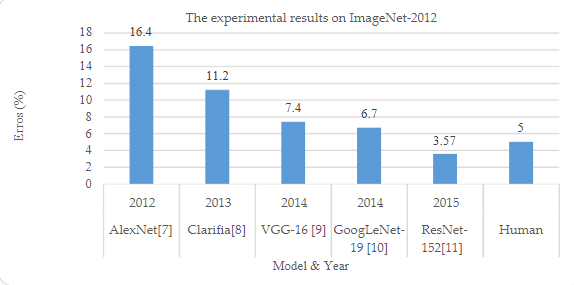 The experimental results on ImageNet-2012
18
16
14
12
10
8
6
4
2
0
Erros (%)
16.4
11.2
7.4
6.7
3.57
5
2012 2013 2014 2014 2015
AlexNet[7] Clarifia[8] VGG-16 [9] GoogLeNet- ResNet- Human
19 [10] 152[11]
Model & Year